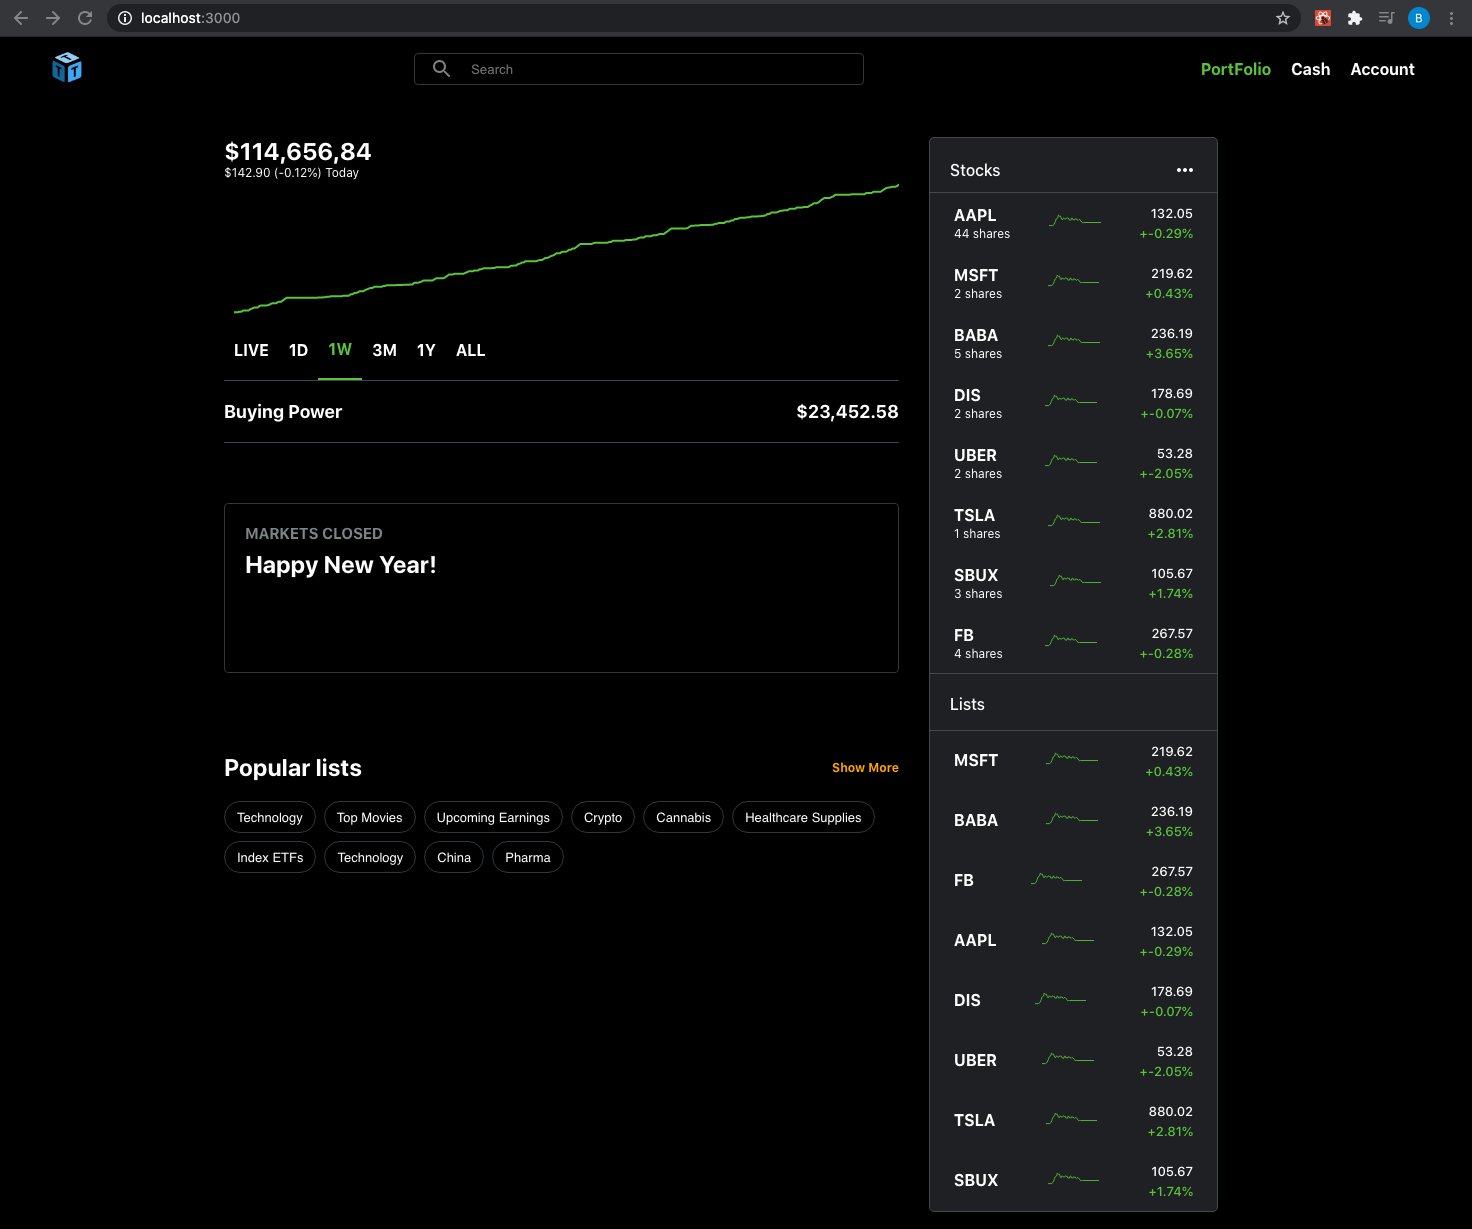 localhost:3000
B
Search
PortFolio Cash Account
$114,656,84
$142.90 (-0.12%) Today
LIVE 1D 1W 3M 1Y ALL
Buying Power $23,452.58
MARKETS CLOSED
Happy New Year!
Popular lists Show More
Technology Top Movies Upcoming Earnings Crypto Cannabis Healthcare Supplies
Index ETFs Technology China Pharma
Stocks
AAPL 132.05
44 shares +-0.29%
MSFT 219.62
2 shares +0.43%
BABA 236.19
5 shares +3.65%
DIS 178.69
2 shares +-0.07%
UBER 53.28
2 shares +-2.05%
TSLA 880.02
1 shares +2.81%
SBUX 105.67
3 shares +1.74%
FB 267.57
4 shares +-0.28%
Lists
MSFT 219.62
+0.43%
BABA 236.19
+3.65%
FB 267.57
+-0.28%
AAPL 132.05
+-0.29%
DIS 178.69
+-0.07%
UBER 53.28
+-2.05%
TSLA 880.02
+2.81%
SBUX 105.67
+1.74%